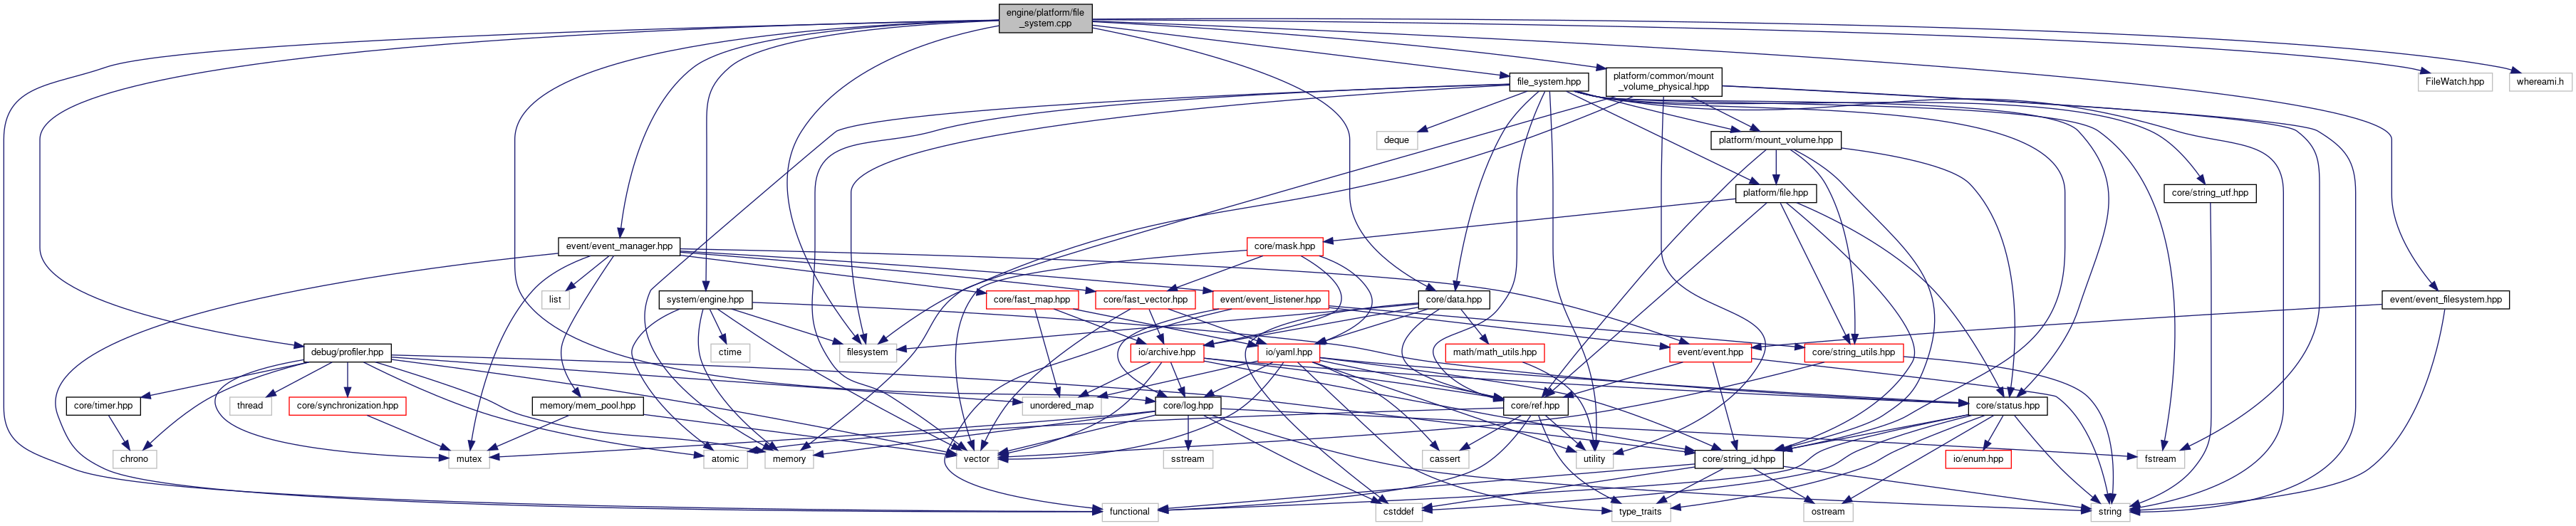 engine/platform/file
_system.cpp
file_system.hpp
platform/common/mount
_volume_physical.hpp
FileWatch.hpp
whereami.h
deque
platform/mount_volume.hpp
platform/file.hpp
core/string_utf.hpp
event/event_manager.hpp
core/mask.hpp
list
system/engine.hpp
core/fast_map.hpp
core/fast_vector.hpp
event/event_listener.hpp
core/data.hpp
event/event_filesystem.hpp
debug/profiler.hpp
ctime
filesystem
io/archive.hpp
io/yaml.hpp
math/math_utils.hpp
event/event.hpp
core/string_utils.hpp
core/timer.hpp
thread
core/synchronization.hpp
memory/mem_pool.hpp
unordered_map
core/log.hpp
core/ref.hpp
core/status.hpp
chrono
mutex
atomic
memory
vector
sstream
cassert
utility
core/string_id.hpp
io/enum.hpp
fstream
functional
cstddef
type_traits
ostream
string